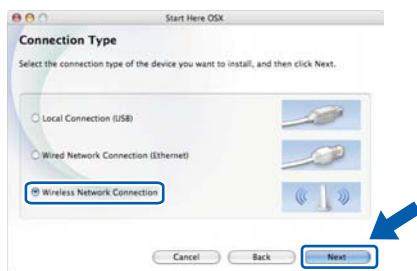 Start Here OSX
Connection Type
Select the connection type of the device you want to install, and then click Next.
Local Connection (USB)
Wired Network Connection (Ethernet)
Wireless Network Connection
Cancel Back Next